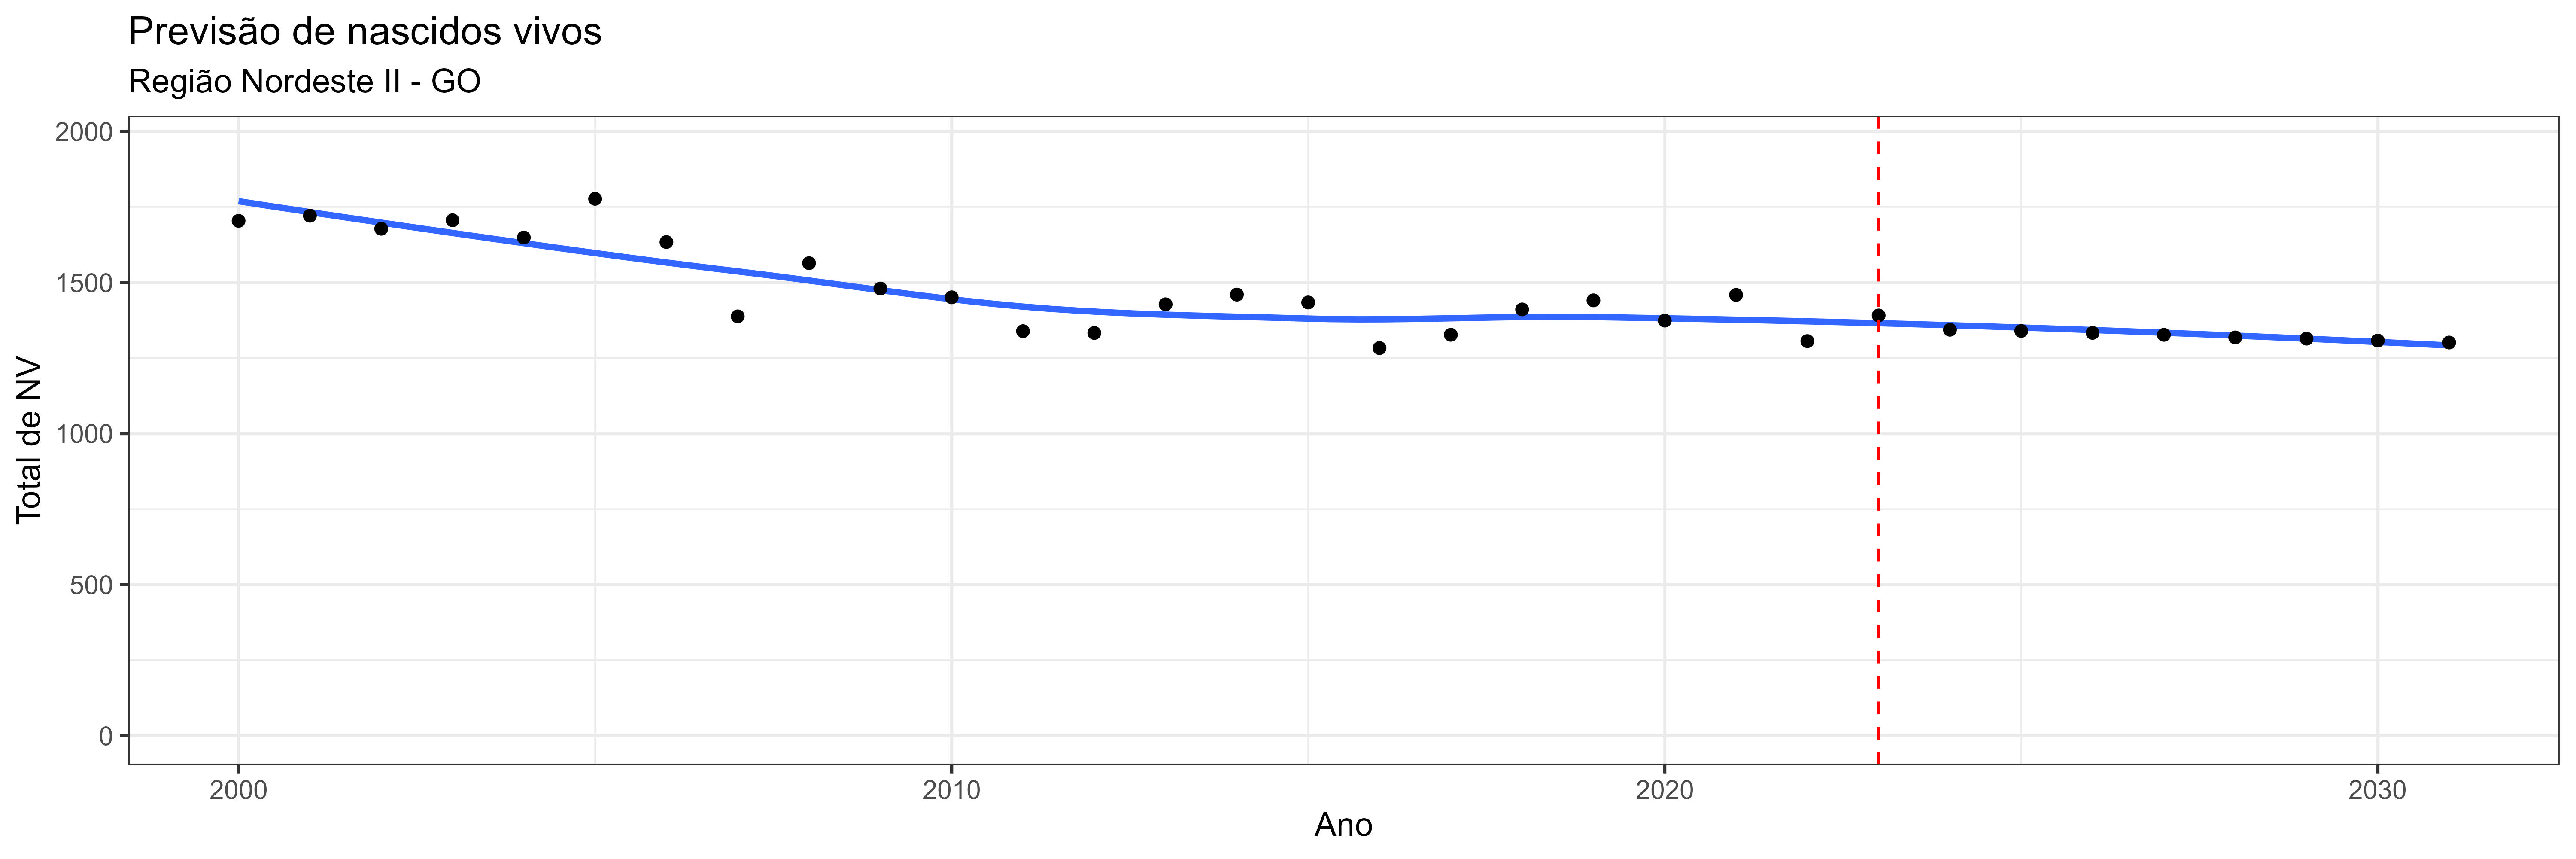 Previsão de nascidos vivos
Região Nordeste II - GO
Total de NV
2000
1500
1000
500
0
2000 2010 2020 2030
Ano